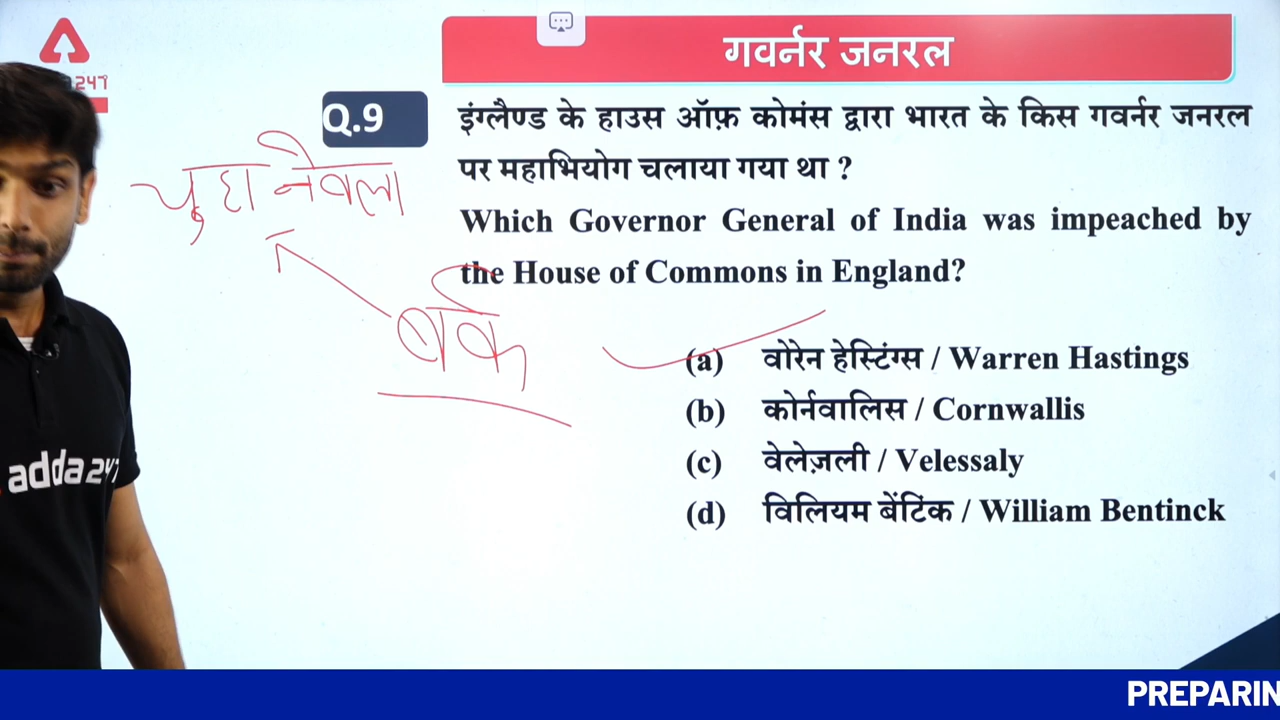 247
गवर्नर जनरल
Q.9
इंग्लैण्ड के हाउस ऑफ़ कोमंस द्वारा भारत के किस गवर्नर जनरल
पर महाभियोग चलाया गया था ?
Which Governor General of India was impeached by
the House of Commons in England?
नेवला
बर्क
(a) वोरेन हेस्टिंग्स / Warren Hastings
(b) कोर्नवालिस / Cornwallis
(c) वेलेज़ली / Velessaly
(d) विलियम बेंटिंक / William Bentinck
adda247
PREPARIN